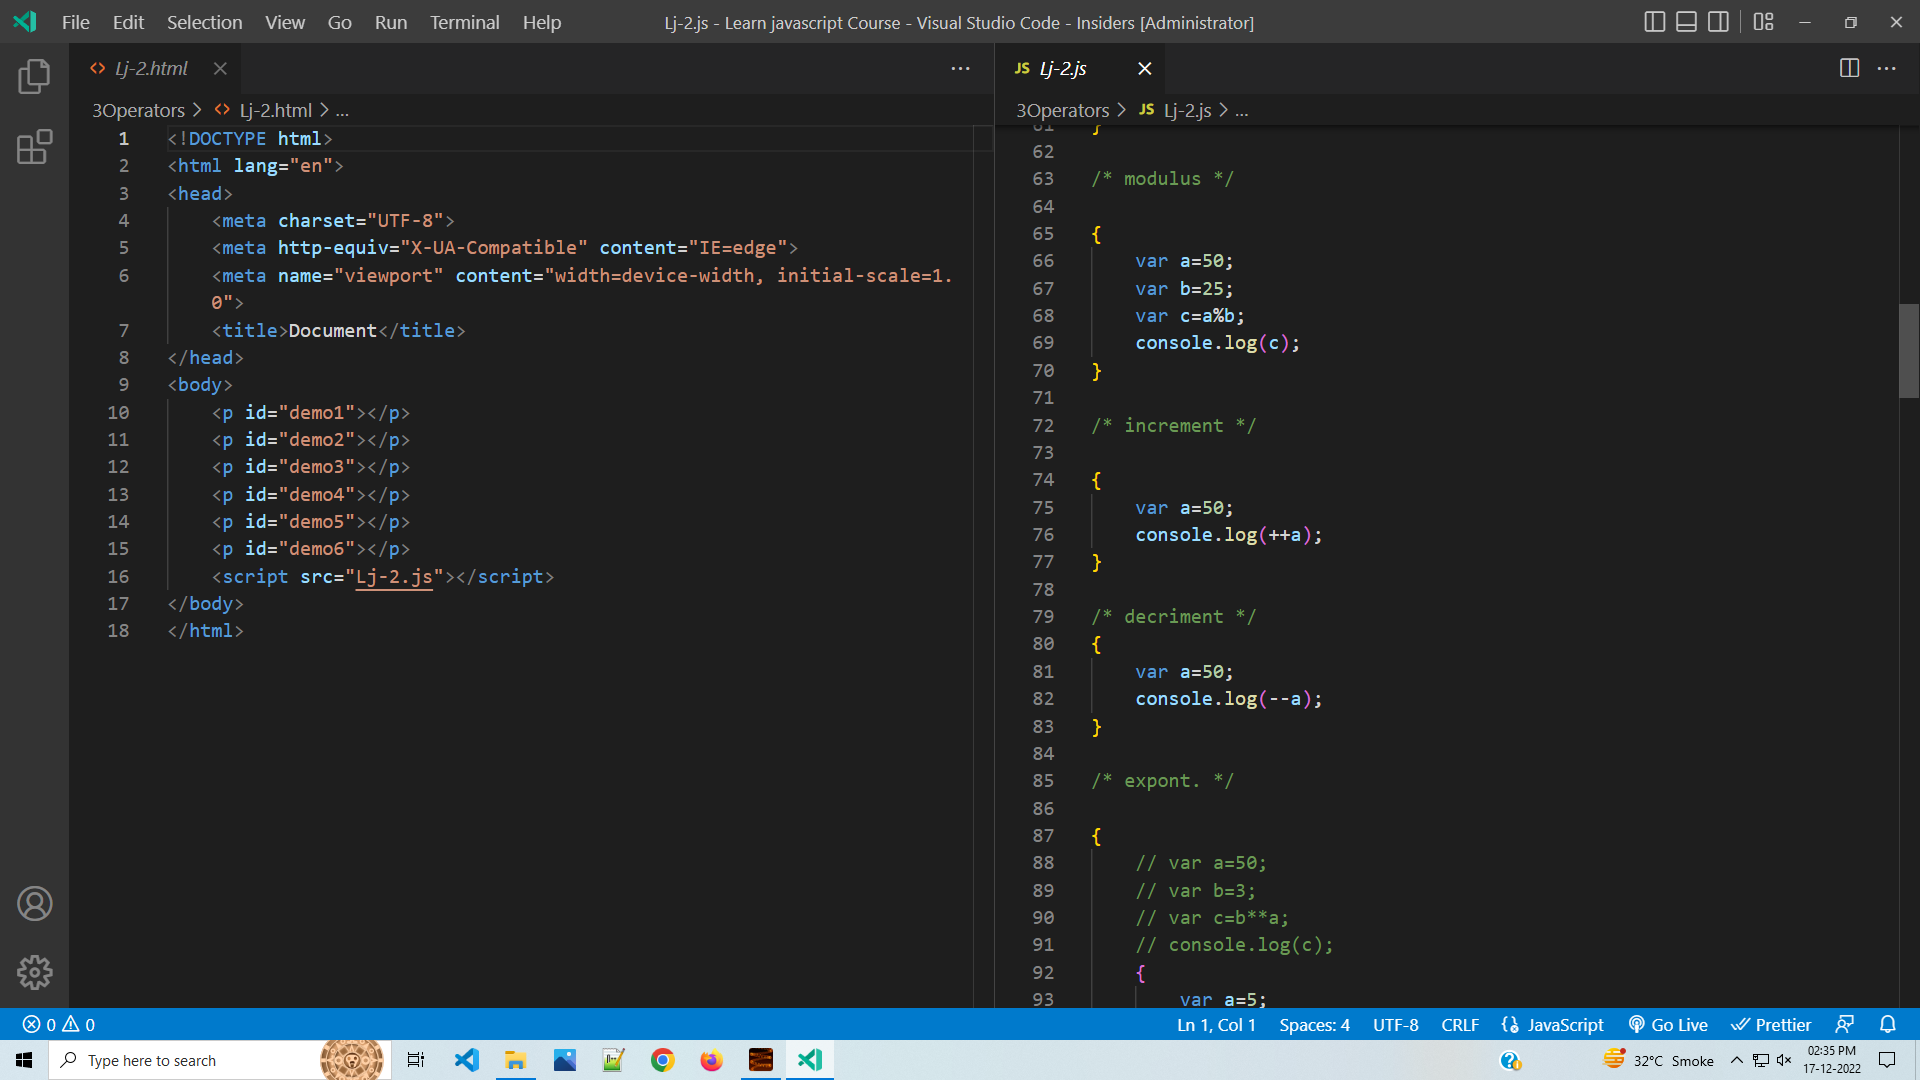 File Edit Selection View Go Run Terminal Help
Lj-2.js - Learn javascript Course - Visual Studio Code - Insiders [Administrator]
Lj-2.html
3Operators > Lj-2.html > ...
1 <!DOCTYPE html>
2 <html lang="en">
3 <head>
4 <meta charset="UTF-8">
5 <meta http-equiv="X-UA-Compatible" content="IE=edge">
6 <meta name="viewport" content="width=device-width, initial-scale=1.
0">
7 <title>Document</title>
8 </head>
9 <body>
10 <p id="demo1"></p>
11 <p id="demo2"></p>
12 <p id="demo3"></p>
13 <p id="demo4"></p>
14 <p id="demo5"></p>
15 <p id="demo6"></p>
16 <script src="Lj-2.js"></script>
17 </body>
18 </html>
JS Lj-2.js
3Operators > JS Lj-2.js > ...
61 }
62
63 /* modulus */
64
65 {
66 var a=50;
67 var b=25;
68 var c=a%b;
69 console.log(c);
70 }
71
72 /* increment */
73
74 {
75 var a=50;
76 console.log(++a);
77 }
78
79 /* decriment */
80 {
81 var a=50;
82 console.log(--a);
83 }
84
85 /* expont. */
86
87 {
88 // var a=50;
89 // var b=3;
90 // var c=b**a;
91 // console.log(c);
92 {
93 var a=5;
0 0
Ln 1, Col 1 Spaces: 4 UTF-8 CRLF JavaScript Go Live Prettier
Type here to search
32°C Smoke
02:35 PM
17-12-2022